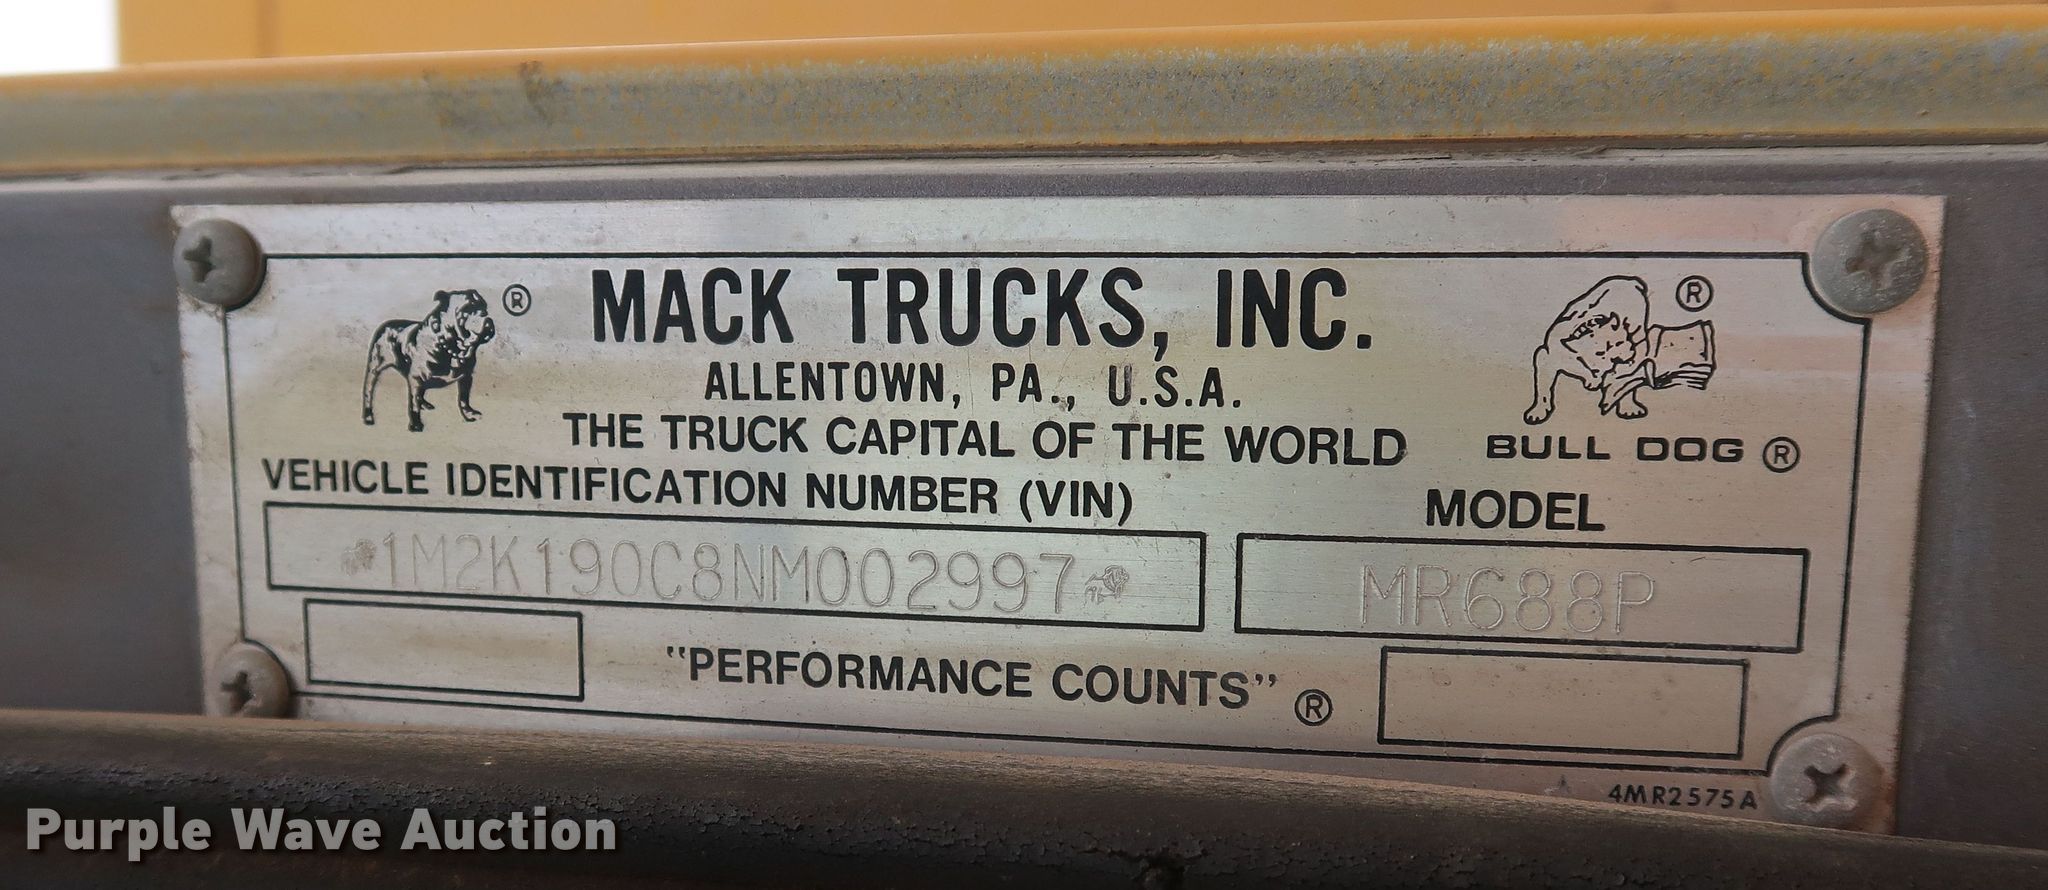 ® MACK TRUCKS, INC. ®
ALLENTOWN, PA., U.S.A.
THE TRUCK CAPITAL OF THE WORLD
BULL DOG ®
VEHICLE IDENTIFICATION NUMBER (VIN)
MODEL
1M2K190C8NM002997
MR688P
"PERFORMANCE COUNTS" ®
4MR2575A
Purple Wave Auction